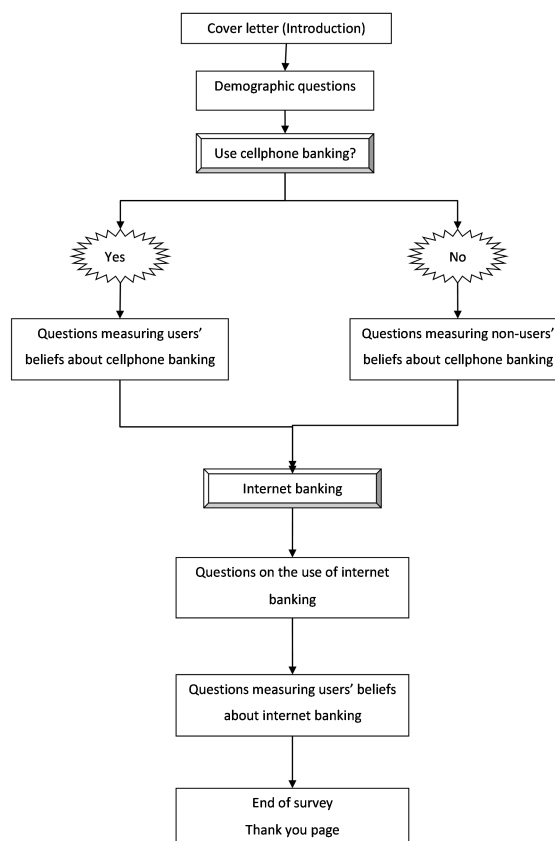 Cover letter (Introduction)
Demographic questions
Use cellphone banking?
Yes
No
Questions measuring users’
beliefs about cellphone banking
Questions measuring non-users’
beliefs about cellphone banking
Internet banking
Questions on the use of internet
banking
Questions measuring users’ beliefs
about internet banking
End of survey
Thank you page